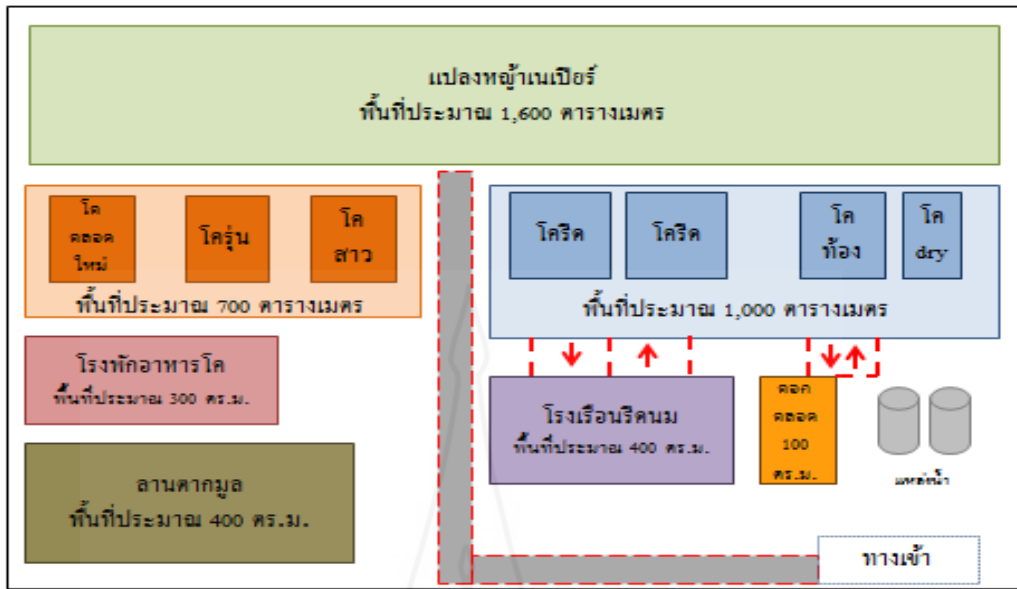 แปลงหญ้าเนเปียร์
พื้นที่ประมาณ 1,600 ตารางเมตร
โค
คลอด
ใหม่
โครุ่น
โค
สาว
พื้นที่ประมาณ 700 ตารางเมตร
โครีด
โครีด
โค
ท้อง
โค
dry
พื้นที่ประมาณ 1,000 ตารางเมตร
โรงพักอาหารโค
พื้นที่ประมาณ 300 ตร.ม.
โรงเรือนรีดนม
พื้นที่ประมาณ 400 ตร.ม.
คอก
คลอด
100
ตร.ม.
แหล่งน้ำ
ลานตากมูล
พื้นที่ประมาณ 400 ตร.ม.
ทางเข้า